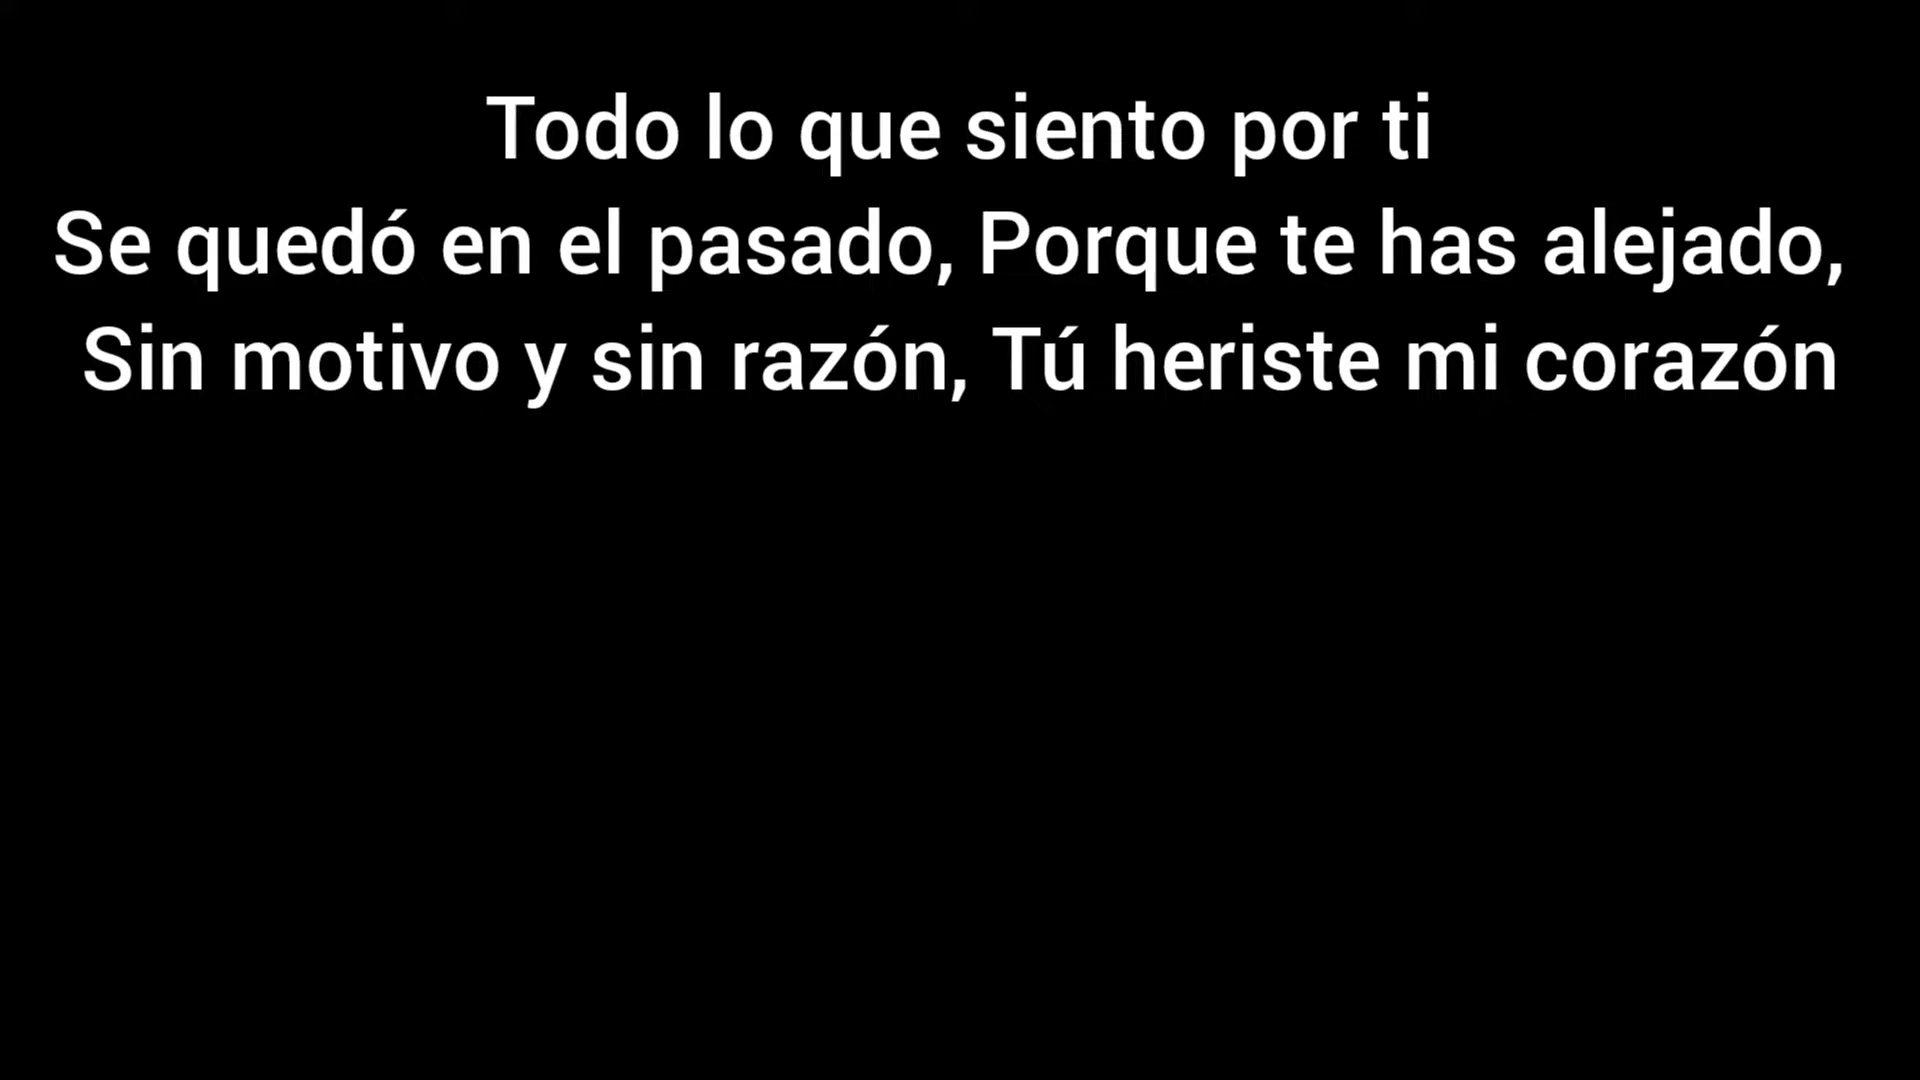 Todo lo que siento por ti
Se quedó en el pasado, Porque te has alejado,
Sin motivo y sin razón, Tú heriste mi corazón